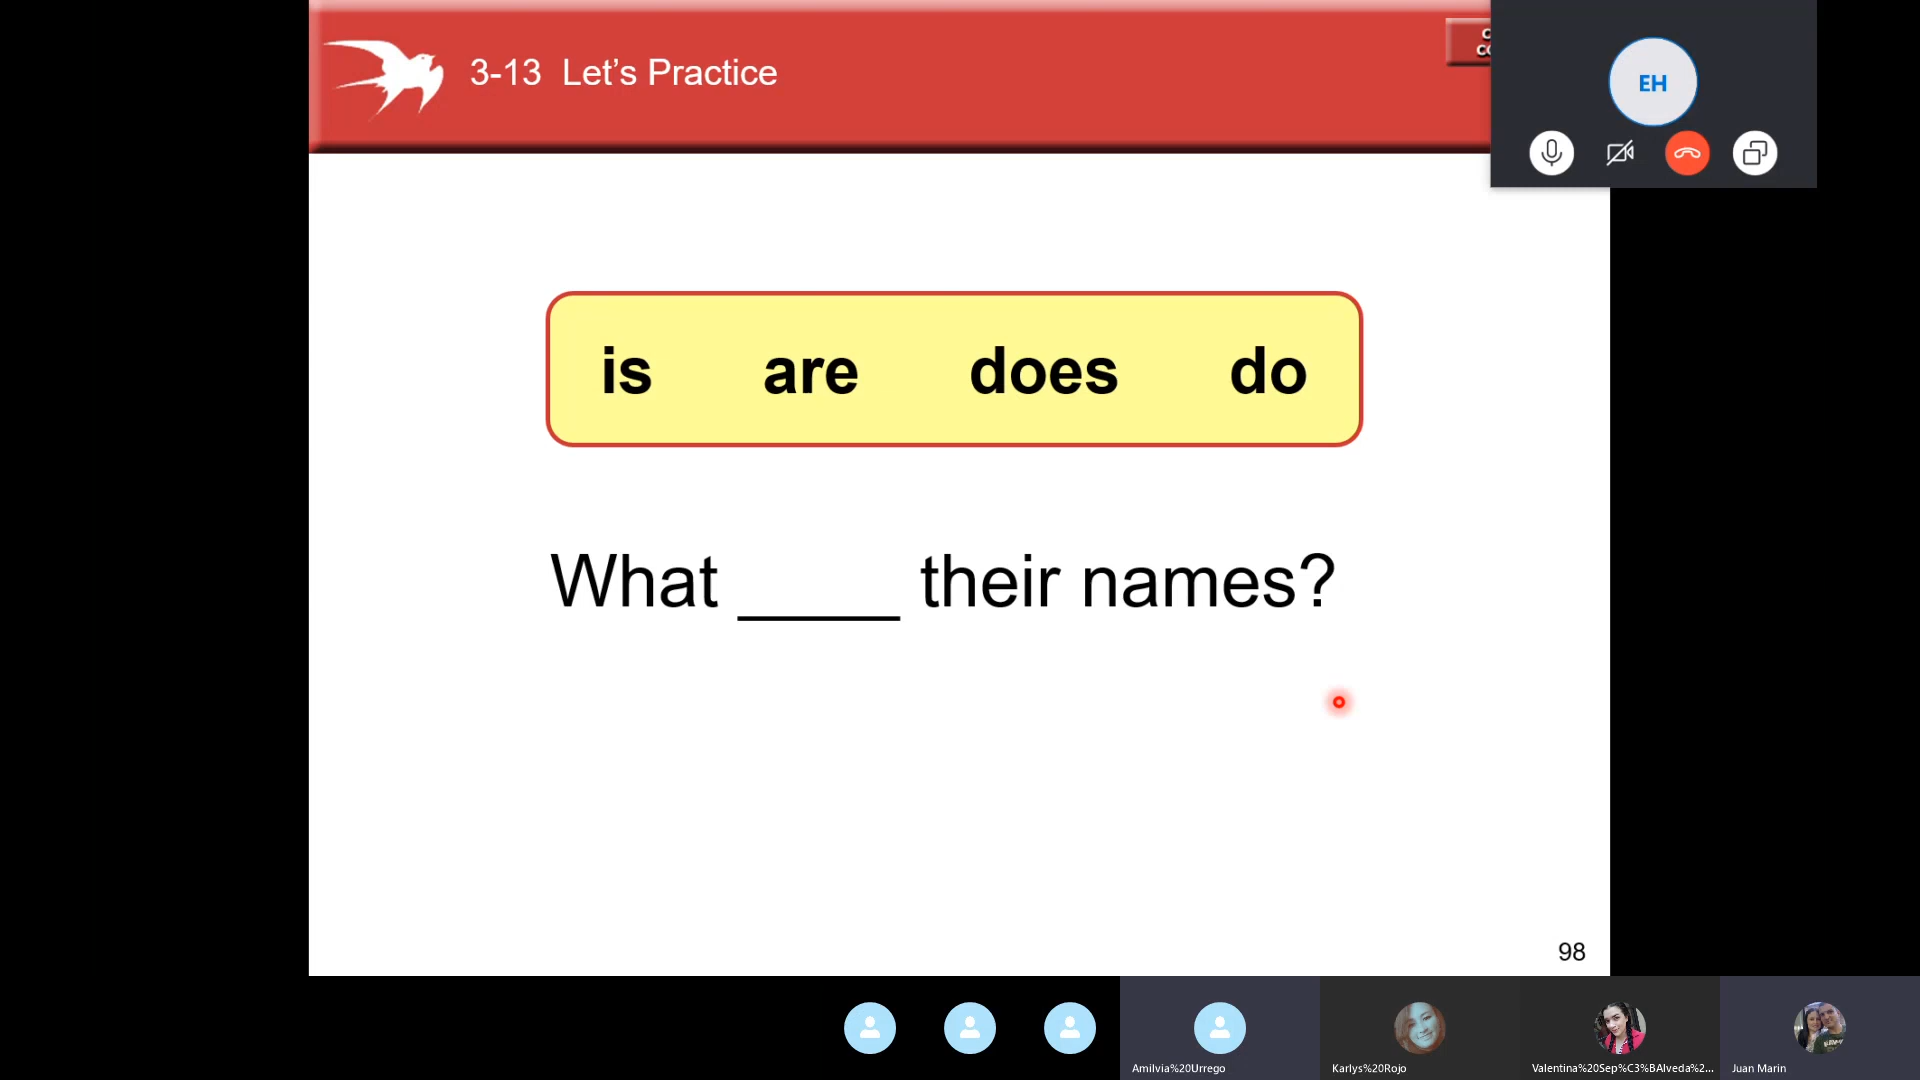 3-13 Let's Practice
EH
is are does do
What ____ their names?
98
Amilvia%20Urrego
Karlys%20Rojo
Valentina%20Sep%C3%BAlveda%2...
Juan Marin